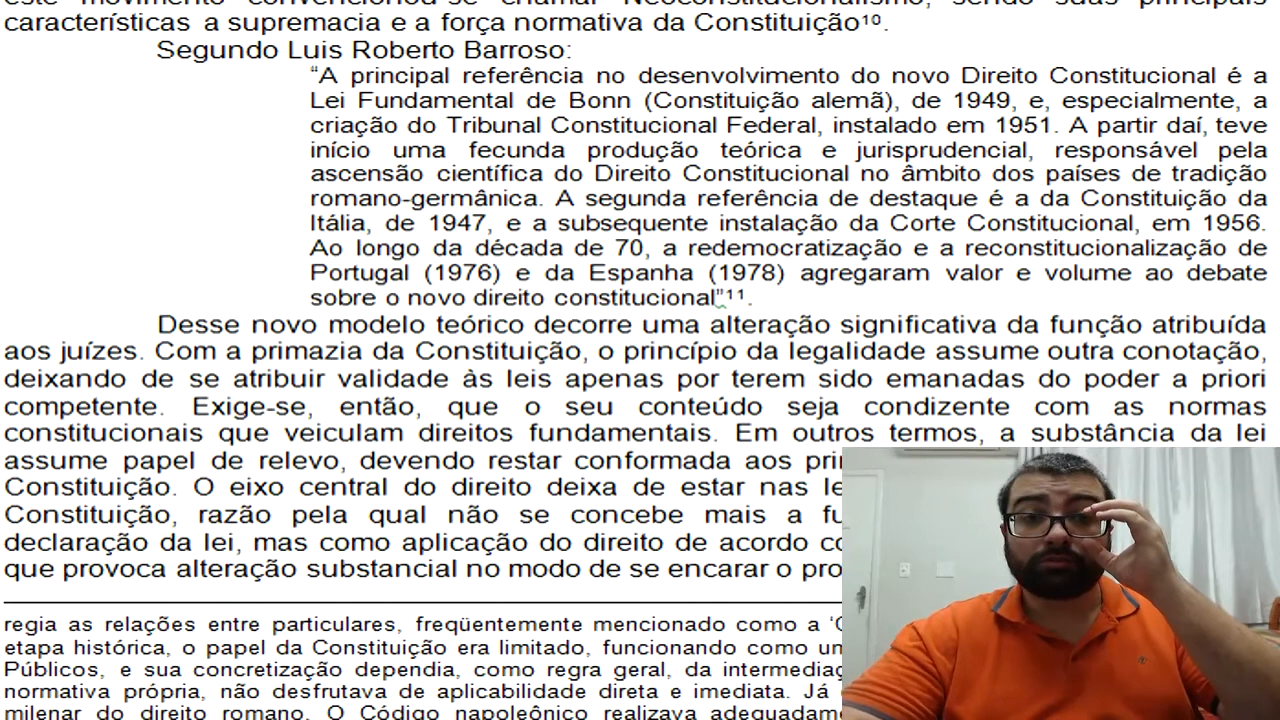 este movimento convencionou-se chamar Neoconstitucionalismo, sendo suas principais
características a supremacia e a força normativa da Constituição¹⁰.
Segundo Luis Roberto Barroso:
“A principal referência no desenvolvimento do novo Direito Constitucional é a
Lei Fundamental de Bonn (Constituição alemã), de 1949, e, especialmente, a
criação do Tribunal Constitucional Federal, instalado em 1951. A partir daí, teve
início uma fecunda produção teórica e jurisprudencial, responsável pela
ascensão científica do Direito Constitucional no âmbito dos países de tradição
romano-germânica. A segunda referência de destaque é a da Constituição da
Itália, de 1947, e a subsequente instalação da Corte Constitucional, em 1956.
Ao longo da década de 70, a redemocratização e a reconstitucionalização de
Portugal (1976) e da Espanha (1978) agregaram valor e volume ao debate
sobre o novo direito constitucional”¹¹.
Desse novo modelo teórico decorre uma alteração significativa da função atribuída
aos juízes. Com a primazia da Constituição, o princípio da legalidade assume outra conotação,
deixando de se atribuir validade às leis apenas por terem sido emanadas do poder a priori
competente. Exige-se, então, que o seu conteúdo seja condizente com as normas
constitucionais que veiculam direitos fundamentais. Em outros termos, a substância da lei
assume papel de relevo, devendo restar conformada aos
Constituição. O eixo central do direito deixa de estar nas
Constituição, razão pela qual não se concebe mais a
declaração da lei, mas como aplicação do direito de acordo
que provoca alteração substancial no modo de se encarar o
regia as relações entre particulares, freqüentemente mencionado como a
etapa histórica, o papel da Constituição era limitado, funcionando como
Públicos, e sua concretização dependia, como regra geral, da
normativa própria, não desfrutava de aplicabilidade direta e imediata. Já
milenar do direito romano. O Código napoleônico realizava